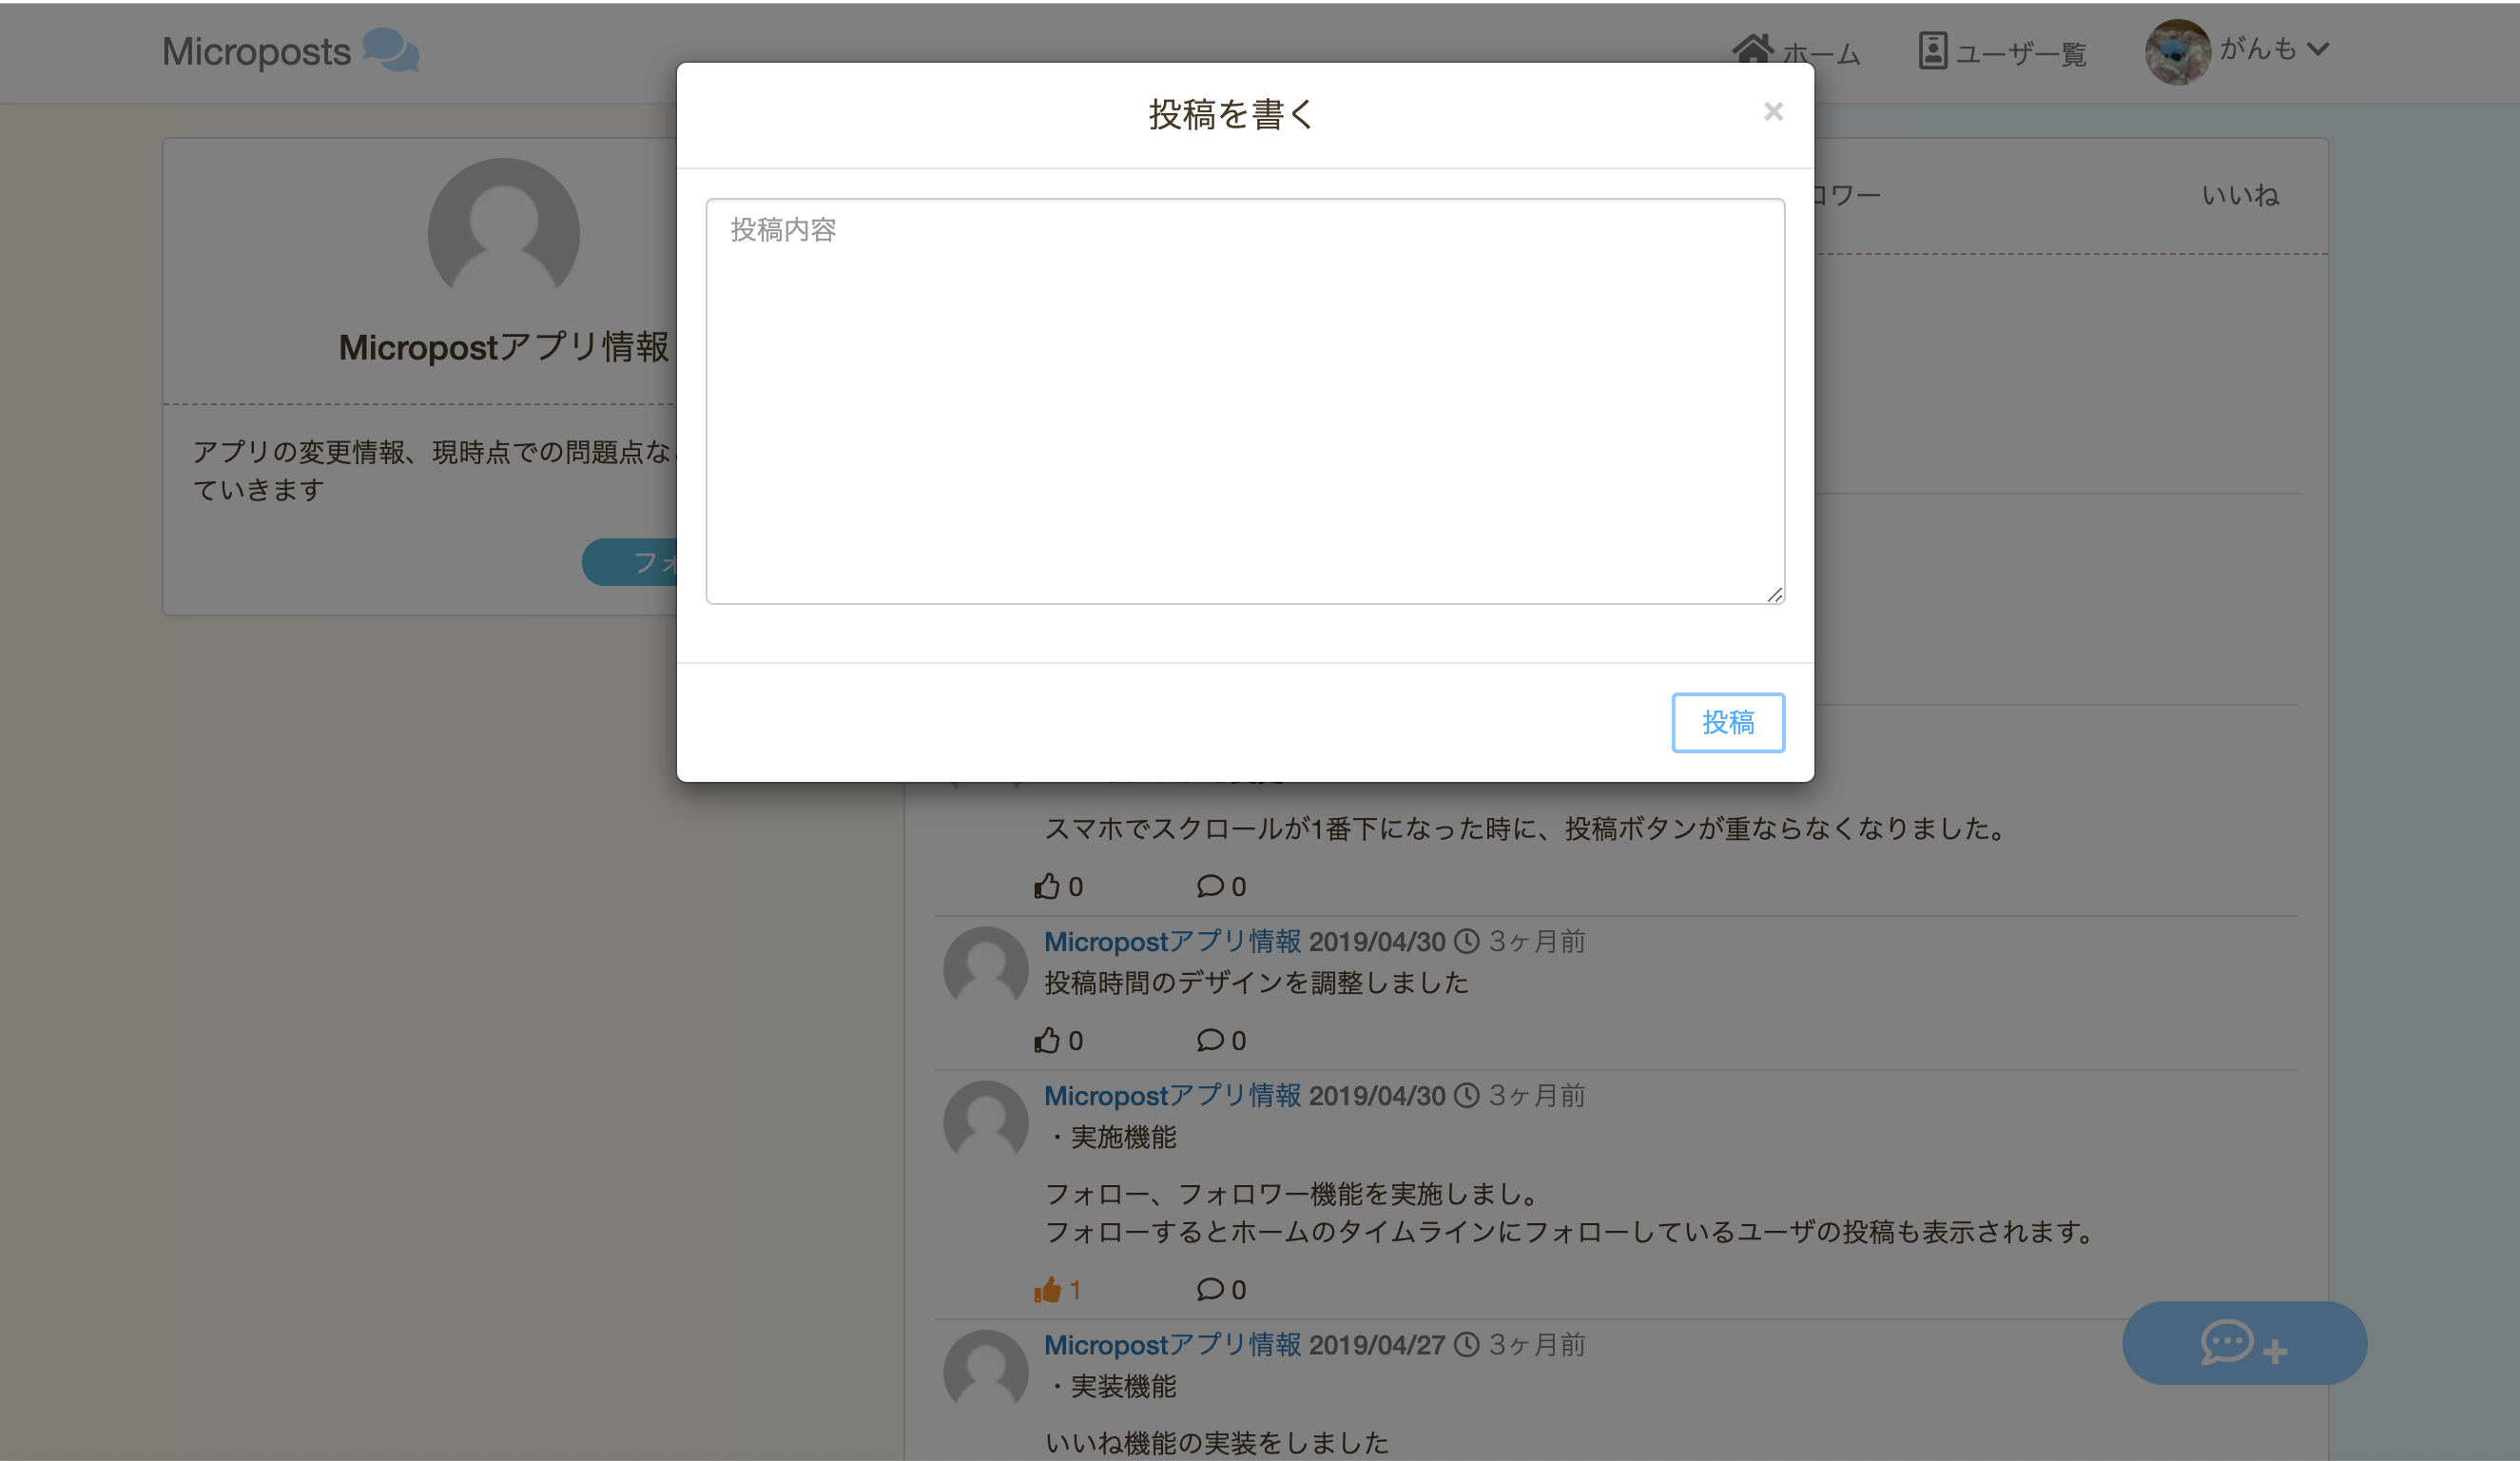 Microposts
ホーム
ユーザ一覧
がんも
投稿を書く
×
投稿内容
投稿
ロワー
いいね
Micropostアプリ情報
アプリの変更情報、現時点での問題点な
ていきます
フォ
スマホでスクロールが1番下になった時に、投稿ボタンが重ならなくなりました。
0 0
Micropostアプリ情報 2019/04/30 3ヶ月前
投稿時間のデザインを調整しました
0 0
Micropostアプリ情報 2019/04/30 3ヶ月前
・実施機能
フォロー、フォロワー機能を実施しまし。
フォローするとホームのタイムラインにフォローしているユーザの投稿も表示されます。
1 0
Micropostアプリ情報 2019/04/27 3ヶ月前
・実装機能
いいね機能の実装をしました